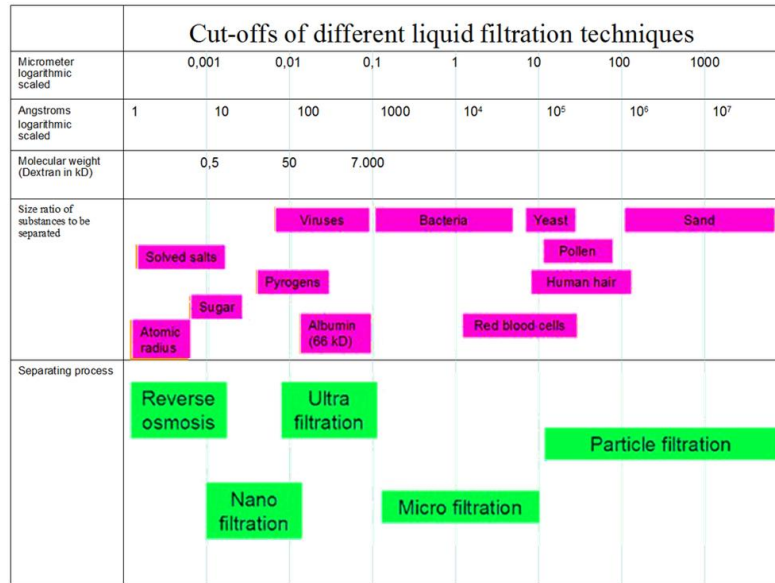 Cut-offs of different liquid filtration techniques
Micrometer
logarithmic
scaled
0,001 0,01 0,1 1 10 100 1000
Angstroms
logarithmic
scaled
1 10 100 1000 10⁴ 10⁵ 10⁶ 10⁷
Molecular weight
(Dextran in kD)
0,5 50 7.000
Size ratio of
substances to be
separated
Viruses Bacteria Yeast Sand
Solved salts Pollen
Pyrogens Human hair
Sugar
Atomic
radius
Albumin
(66 kD)
Red blood cells
Separating process
Reverse
osmosis
Ultra
filtration
Particle filtration
Nano
filtration
Micro filtration